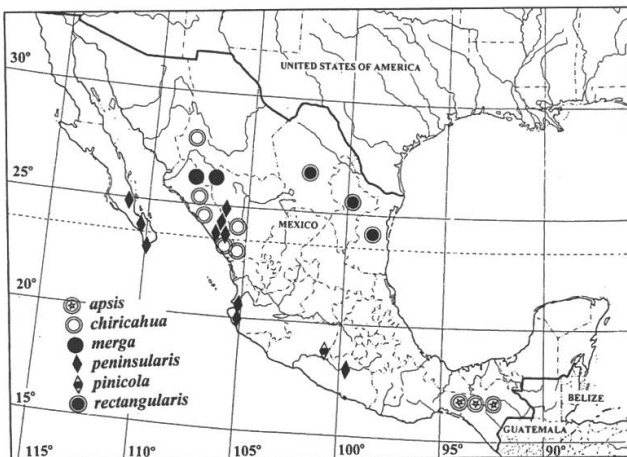 30°
UNITED STATES OF AMERICA
25°
MEXICO
20°
apsis
chiricahua
merga
peninsularis
pinicola
rectangularis
15°
BELIZE
GUATEMALA
115° 110° 105° 100° 95° 90°